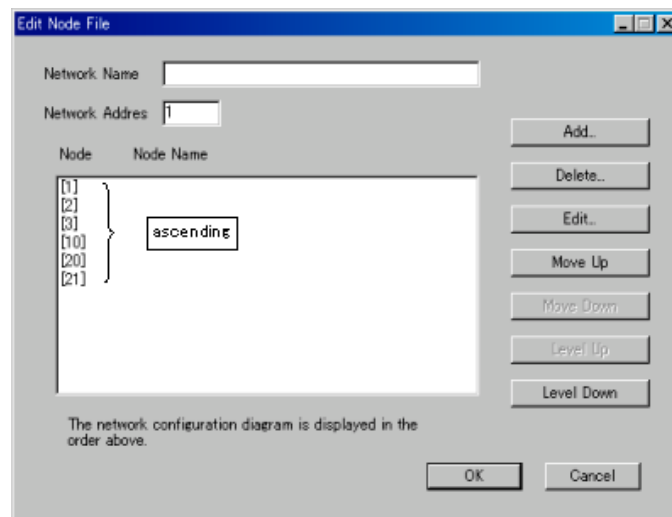 Edit Node File
Network Name
Network Addres 1
Node Node Name
[1]
[2]
[3]
[10]
[20]
[21]
ascending
Add..
Delete..
Edit..
Move Up
Move Down
Level Up
Level Down
The network configuration diagram is displayed in the
order above.
OK Cancel